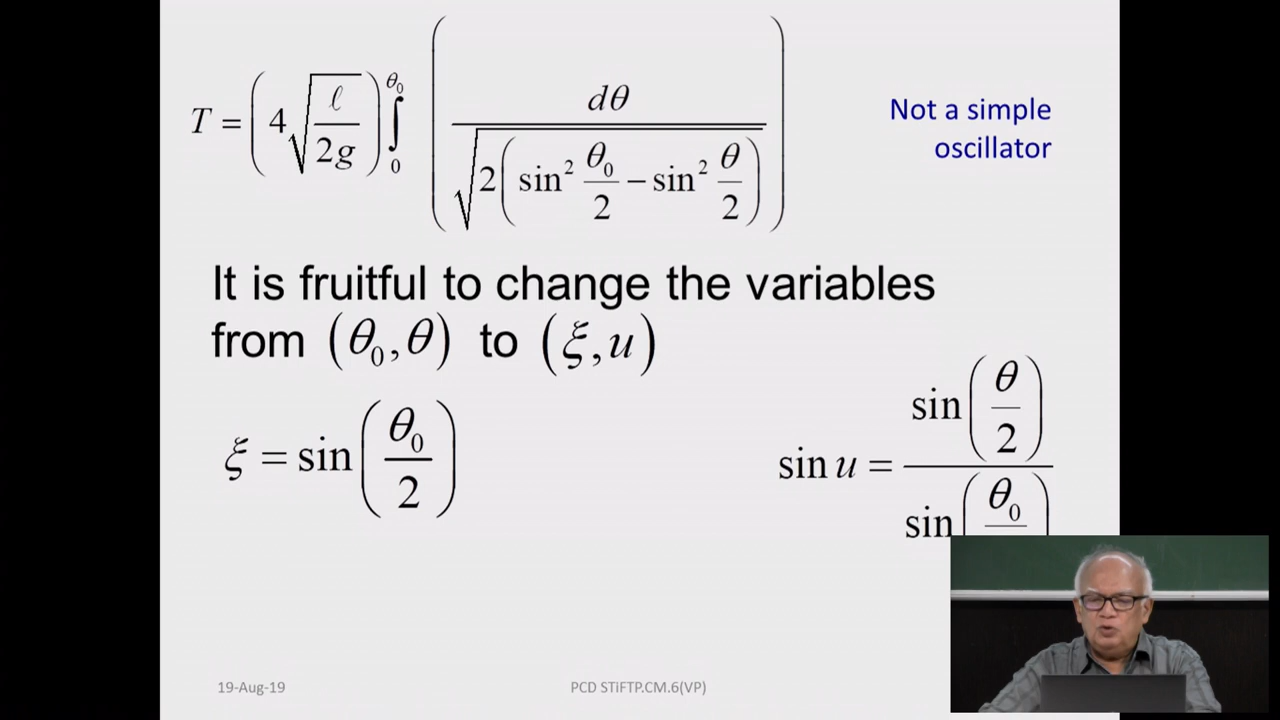 T = ( 4 √(ℓ / 2g) ) ∫₀^θ₀ ( dθ / √( 2 ( sin² θ₀/2 − sin² θ/2 ) ) )
Not a simple
oscillator
It is fruitful to change the variables
from (θ₀, θ) to (ξ, u)
ξ = sin( θ₀ / 2 )
sin u = sin( θ / 2 ) / sin( θ₀
19-Aug-19
PCD STiFTP.CM.6(VP)